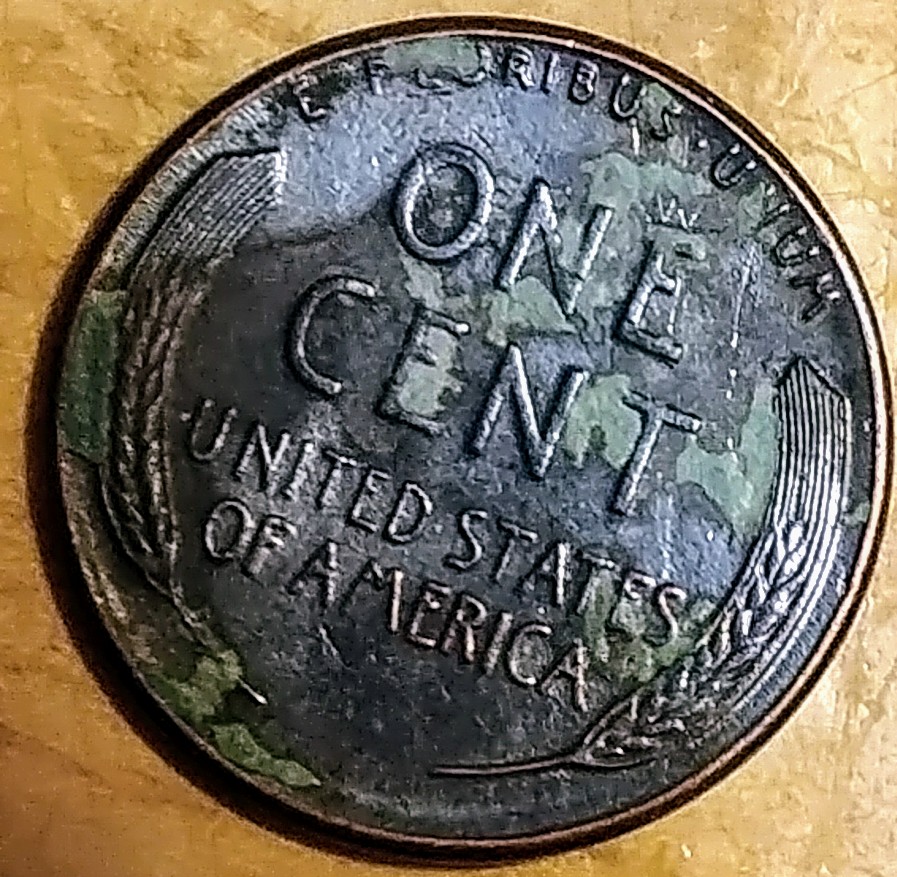 E PLURIBUS · UNUM
ONE
CENT
UNITED · STATES
OF AMERICA